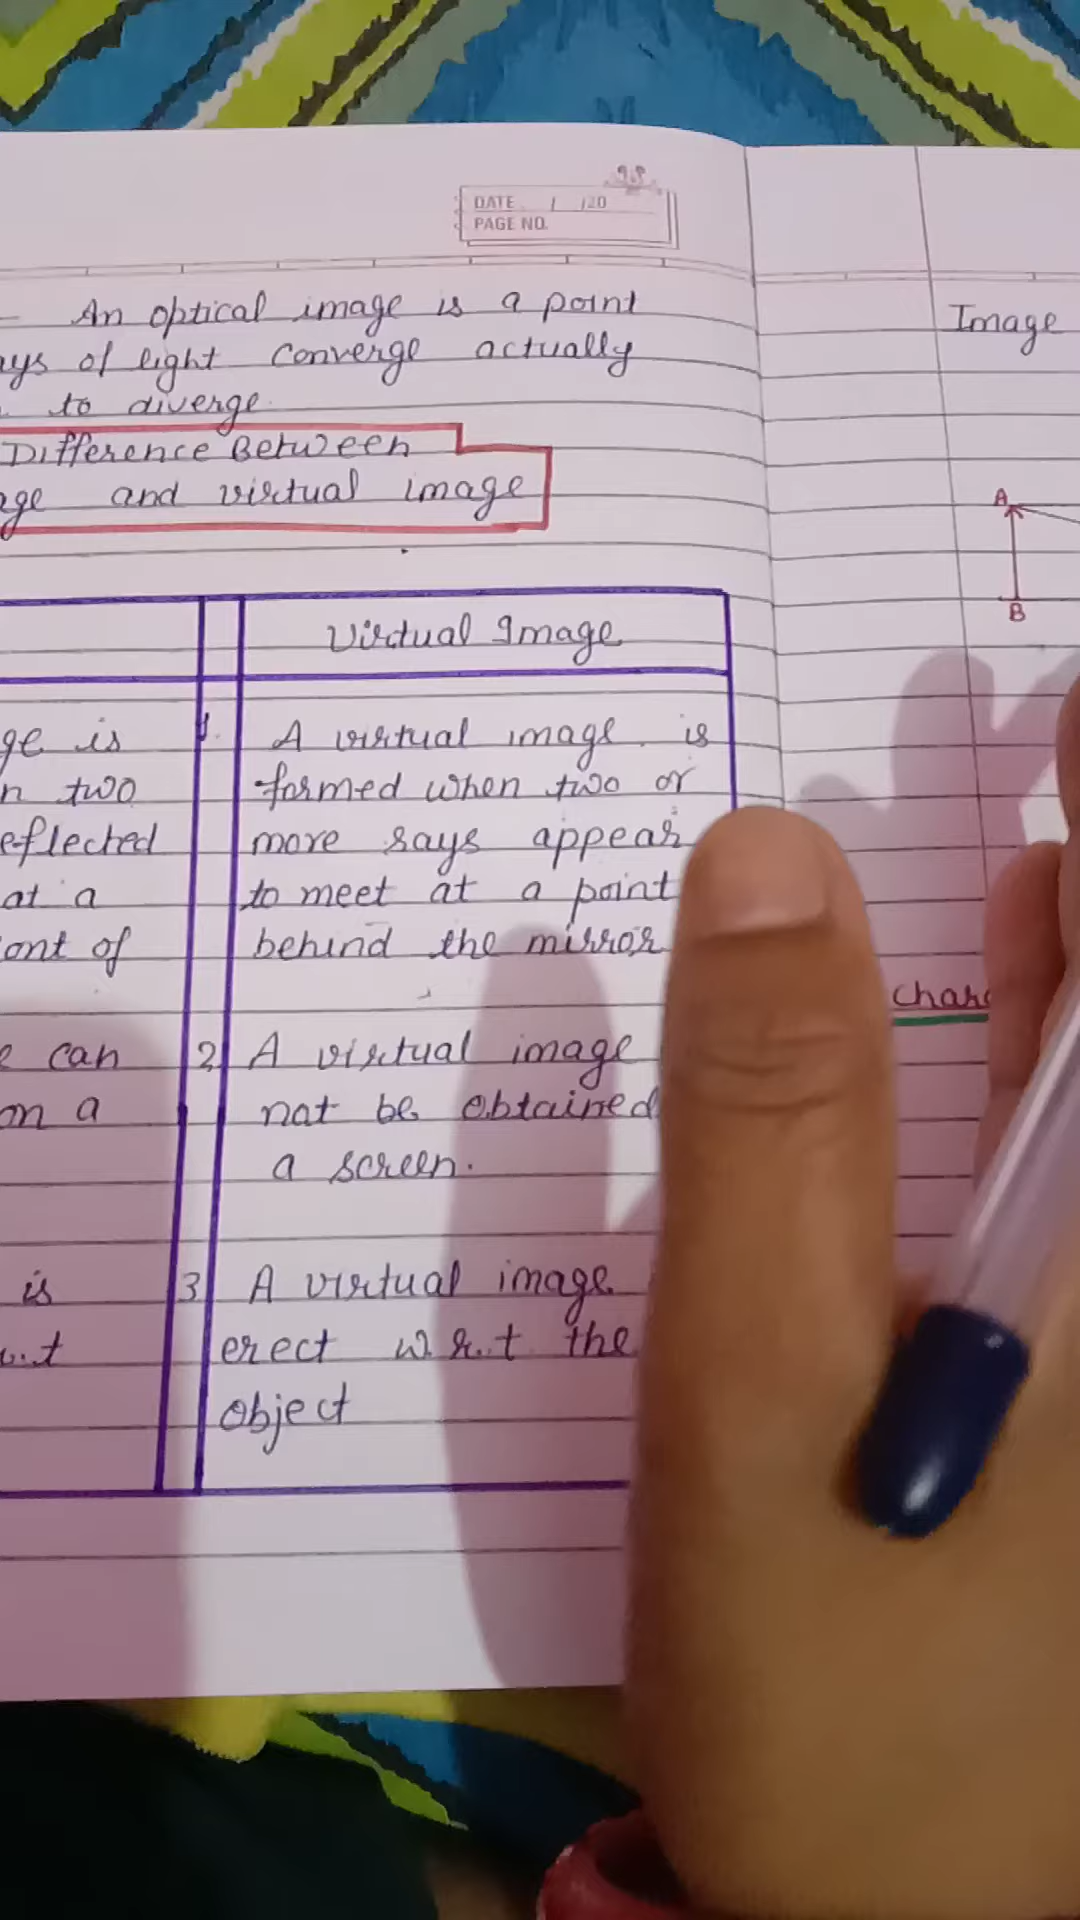 DATE / /20
PAGE NO.
- An optical image is a point
ays of light converge actually
to diverge.
Difference Between
age and virtual image
Virtual Image
ge is
n two
eflected
at a
ont of
1. A virtual image is
formed when two or
more rays appear
to meet at a point
behind the mirror
e can
on a
2. A virtual image
not be obtained
a screen.
is
w.r.t
3. A virtual image
erect w.r.t the
object
Image
A
B
Chara